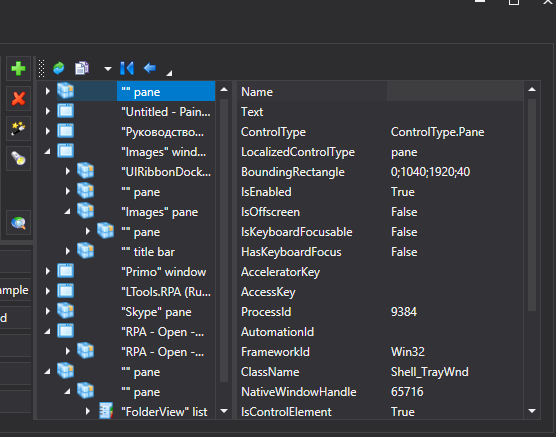 "" pane
"Untitled - Pain...
"Руководство...
"Images" wind...
"UIRibbonDock...
"" pane
"Images" pane
"" pane
"" title bar
"Primo" window
"LTools.RPA (Ru...
"Skype" pane
"RPA - Open -...
"RPA - Open -...
"" pane
"" pane
"FolderView" list
Name
Text
ControlType ControlType.Pane
LocalizedControlType pane
BoundingRectangle 0;1040;1920;40
IsEnabled True
IsOffscreen False
IsKeyboardFocusable False
HasKeyboardFocus False
AcceleratorKey
AccessKey
ProcessId 9384
AutomationId
FrameworkId Win32
ClassName Shell_TrayWnd
NativeWindowHandle 65716
IsControlElement True